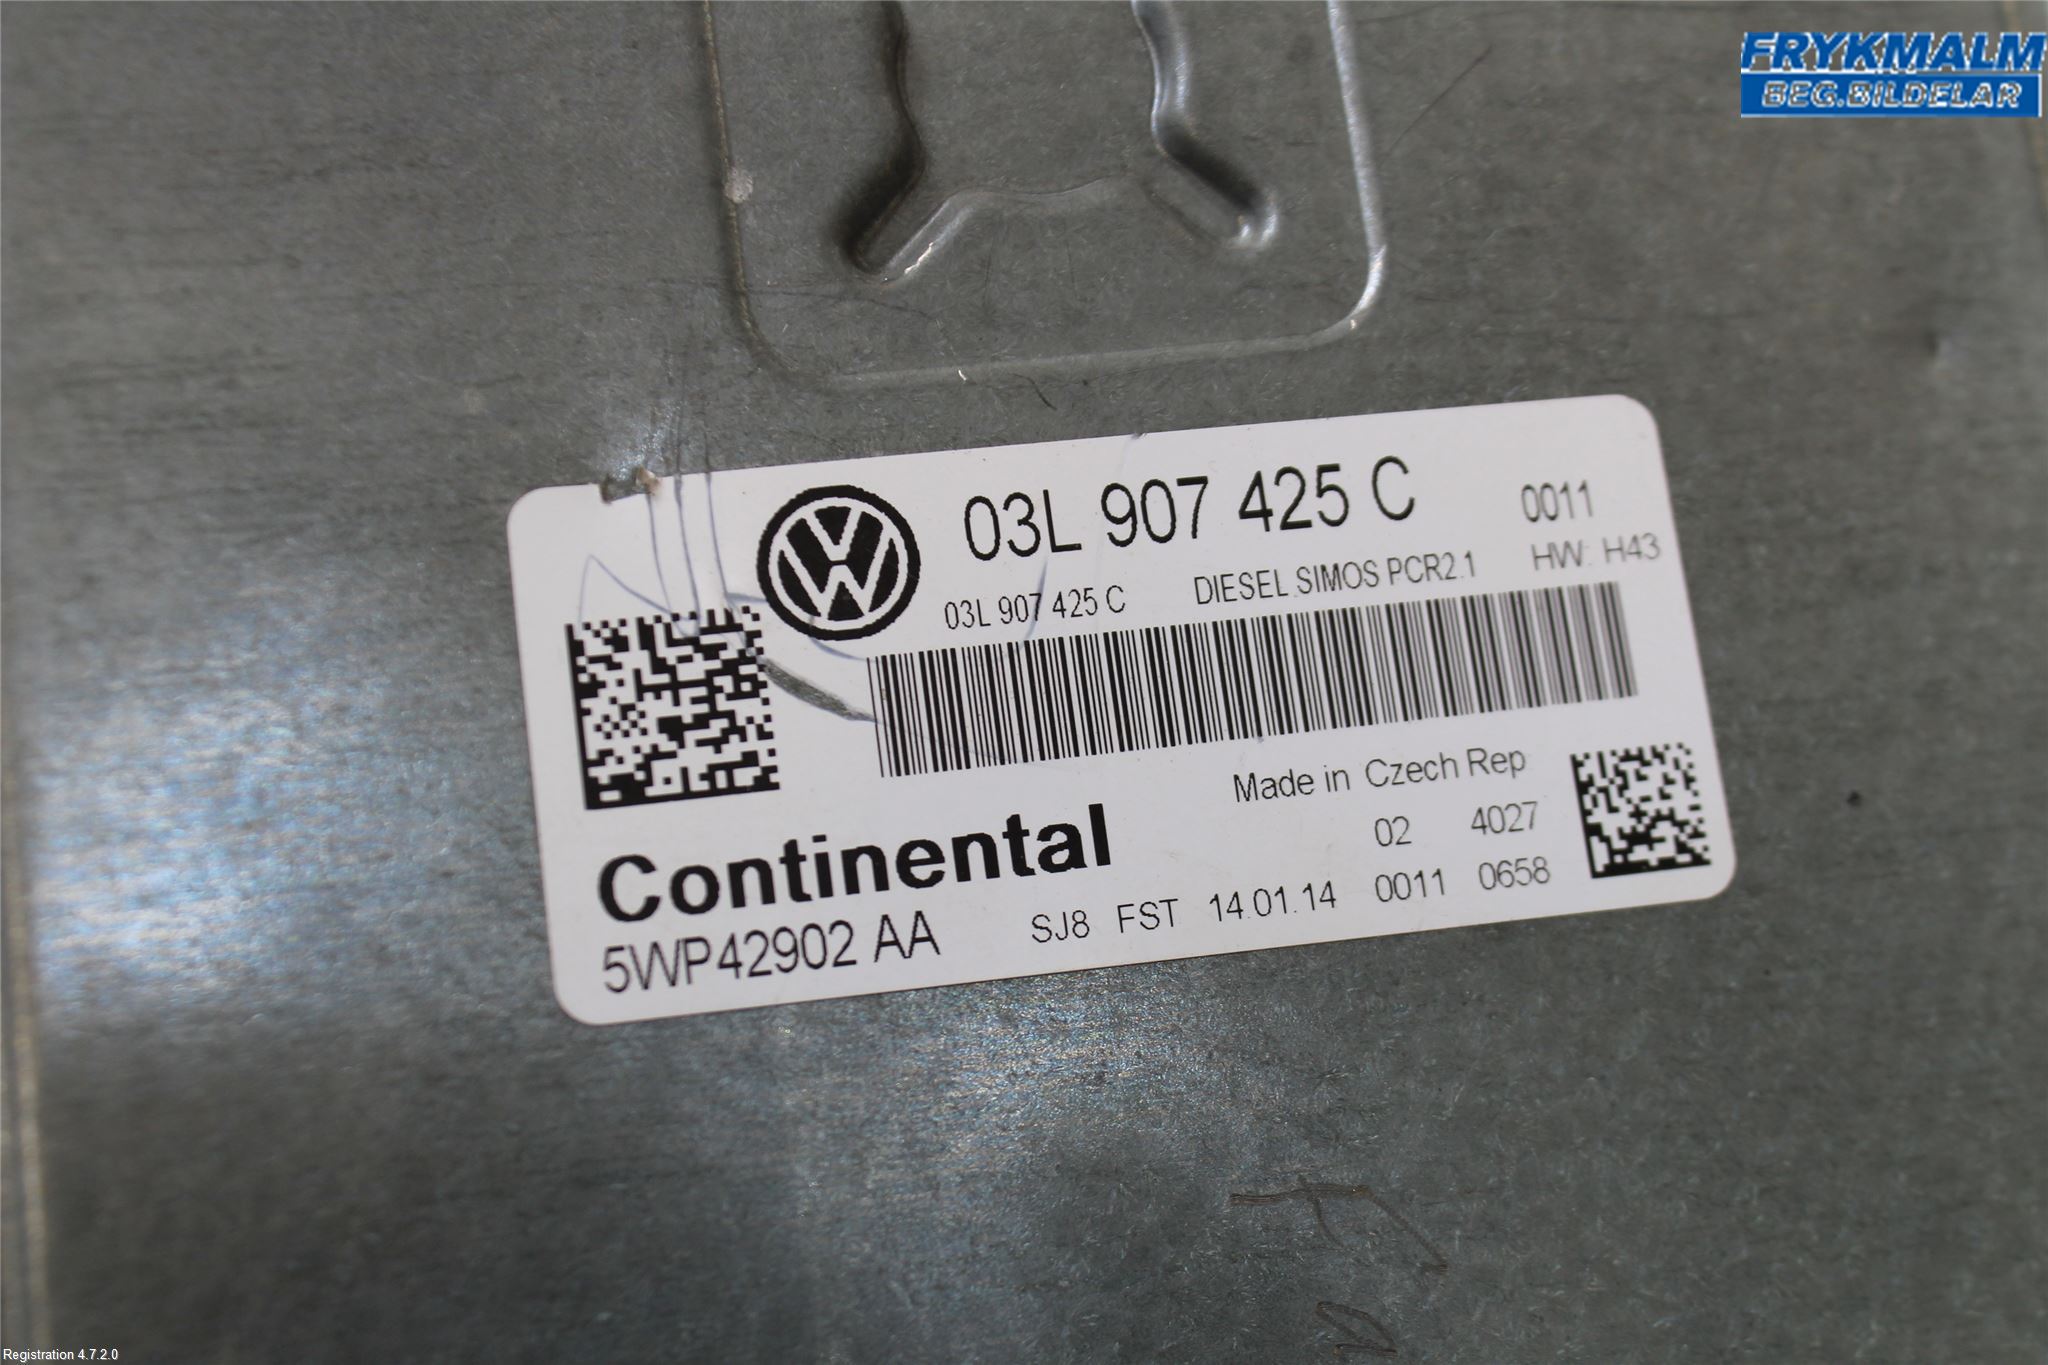 FRYKMALM
BEG.BILDELAR
03L 907 425 C 0011
03L 907 425 C DIESEL SIMOS PCR2.1 HW: H43
Made in Czech Rep
02 4027
Continental
5WP42902 AA SJ8 FST 14.01.14 0011 0658
Registration 4.7.2.0